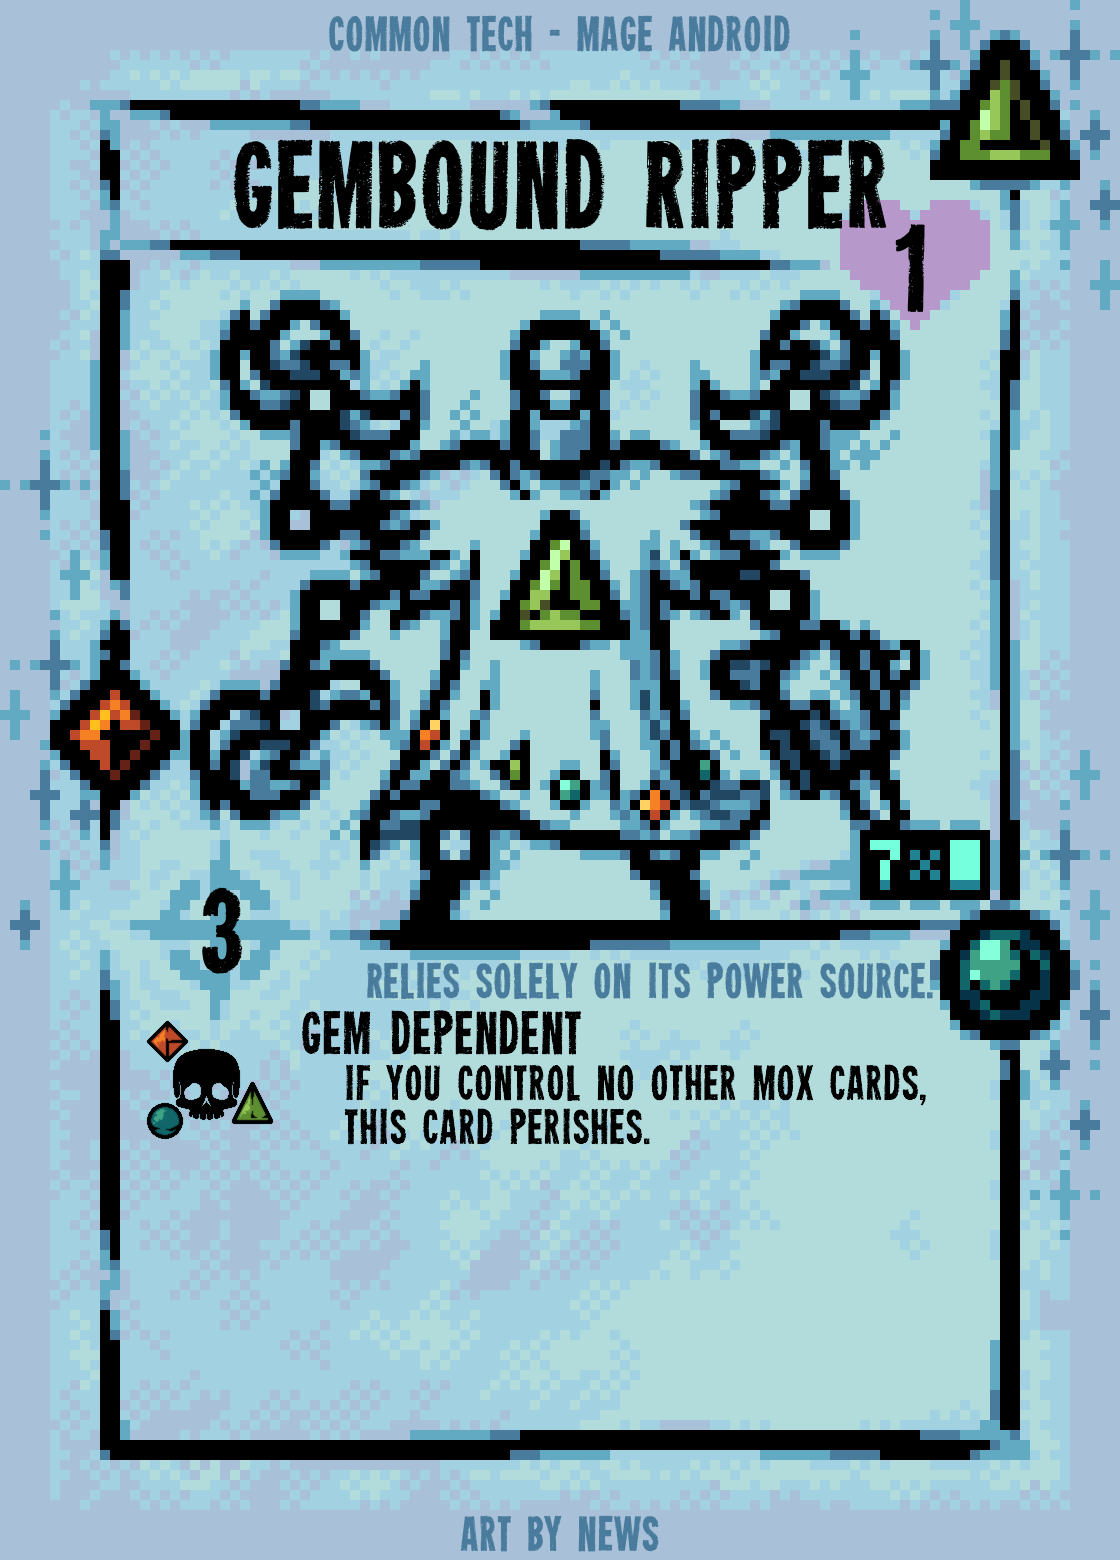 COMMON TECH - MAGE ANDROID
GEMBOUND RIPPER
1
7×
3
RELIES SOLELY ON ITS POWER SOURCE.
GEM DEPENDENT
IF YOU CONTROL NO OTHER MOX CARDS,
THIS CARD PERISHES.
ART BY NEWS